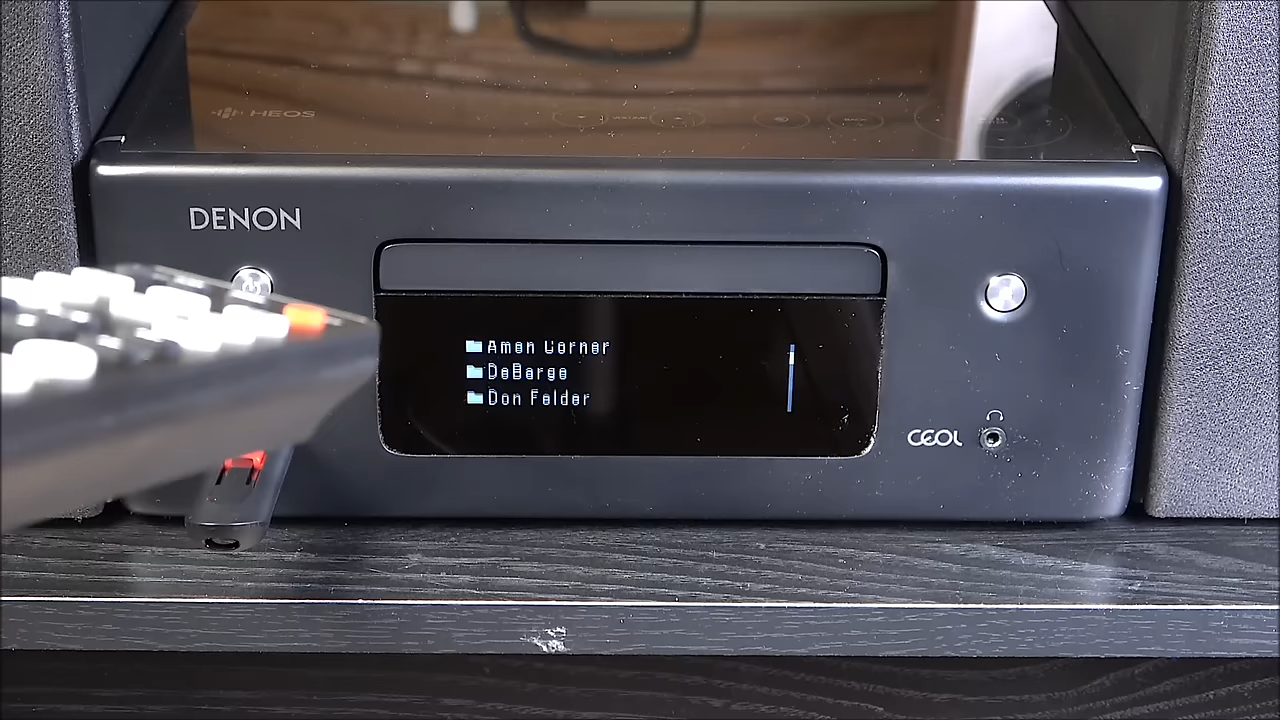 HEOS
DENON
Amen Corner
DeBarge
Don Felder
CEOL